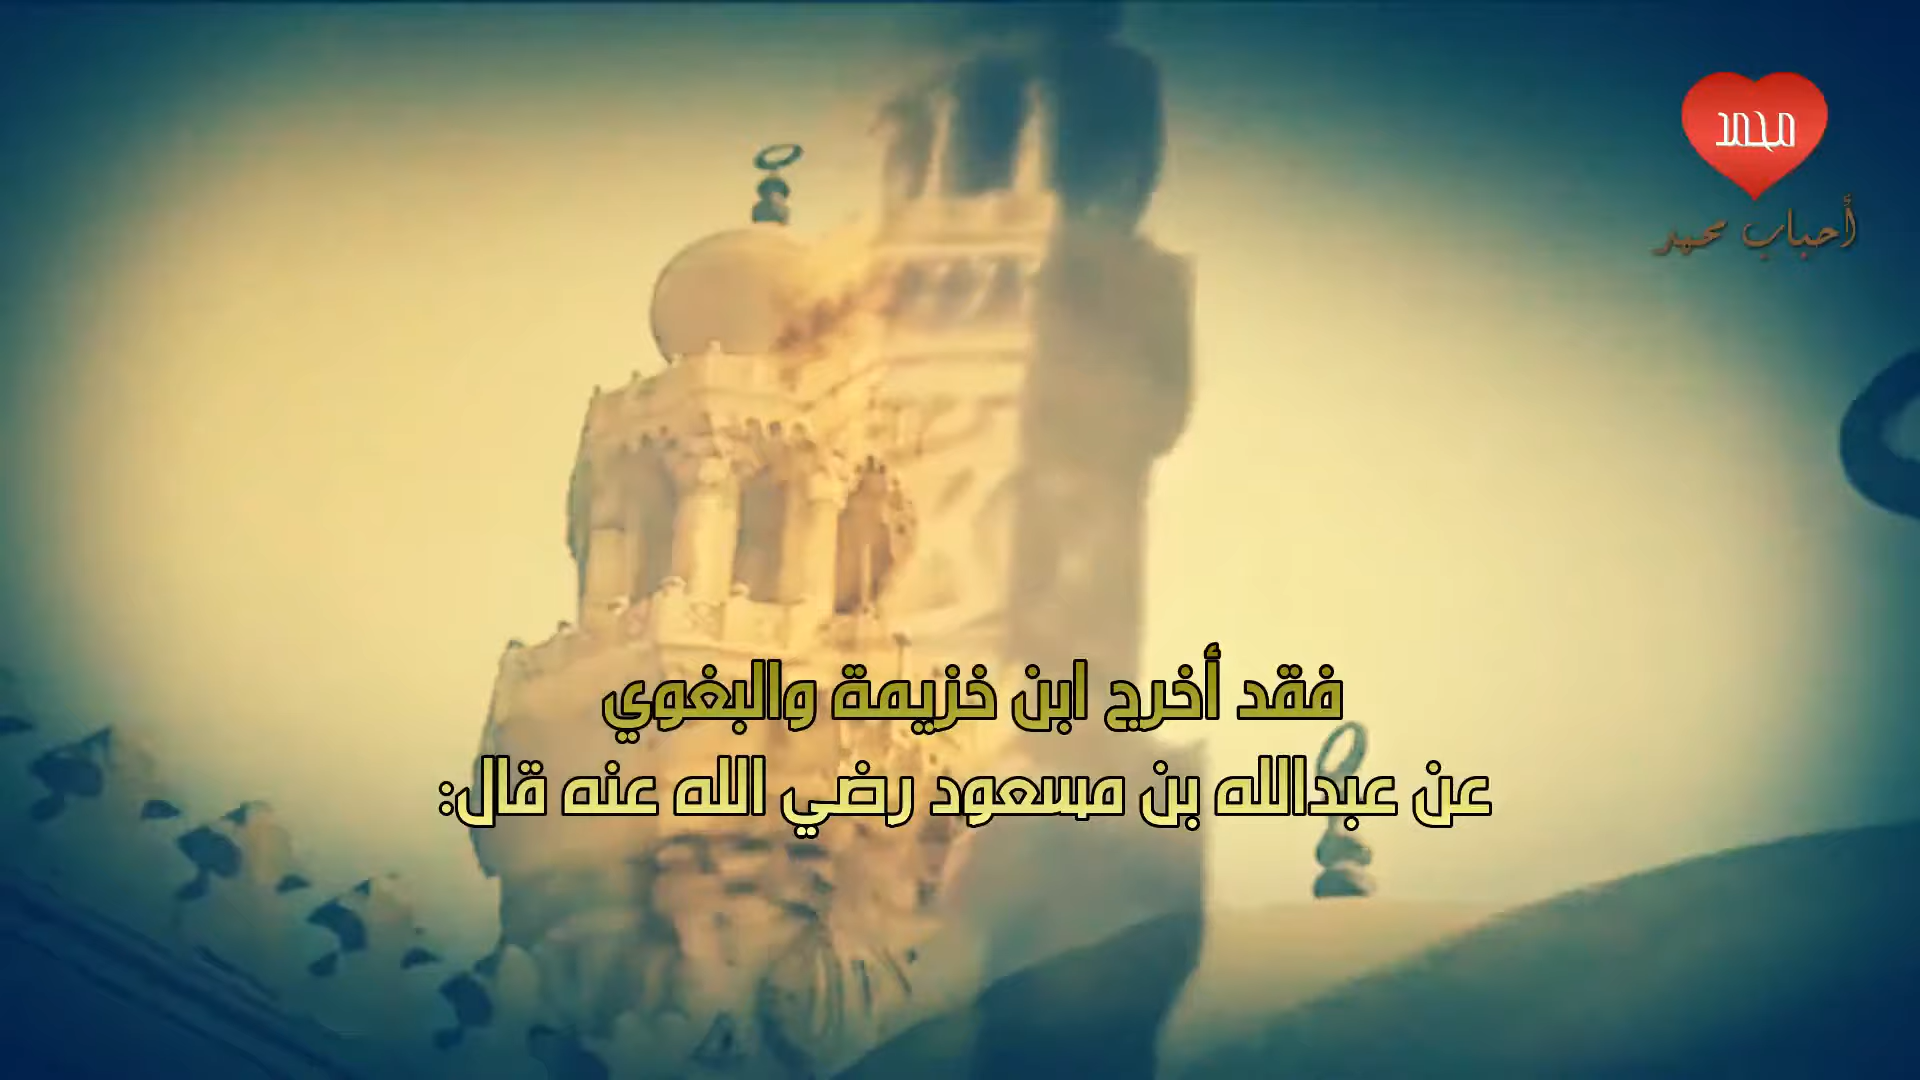 محمد
أحباب محمد
فقد أخرج ابن خزيمة والبغوي
عن عبدالله بن مسعود رضي الله عنه قال: